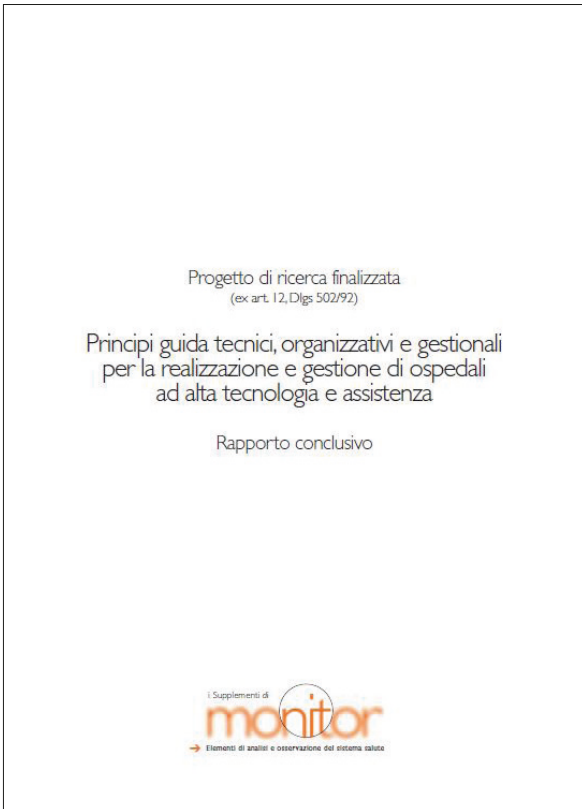 Progetto di ricerca finalizzata
(ex art. 12, Dlgs 502/92)
Principi guida tecnici, organizzativi e gestionali
per la realizzazione e gestione di ospedali
ad alta tecnologia e assistenza
Rapporto conclusivo
i Supplementi di
monitor
Elementi di analisi e osservazione del sistema salute